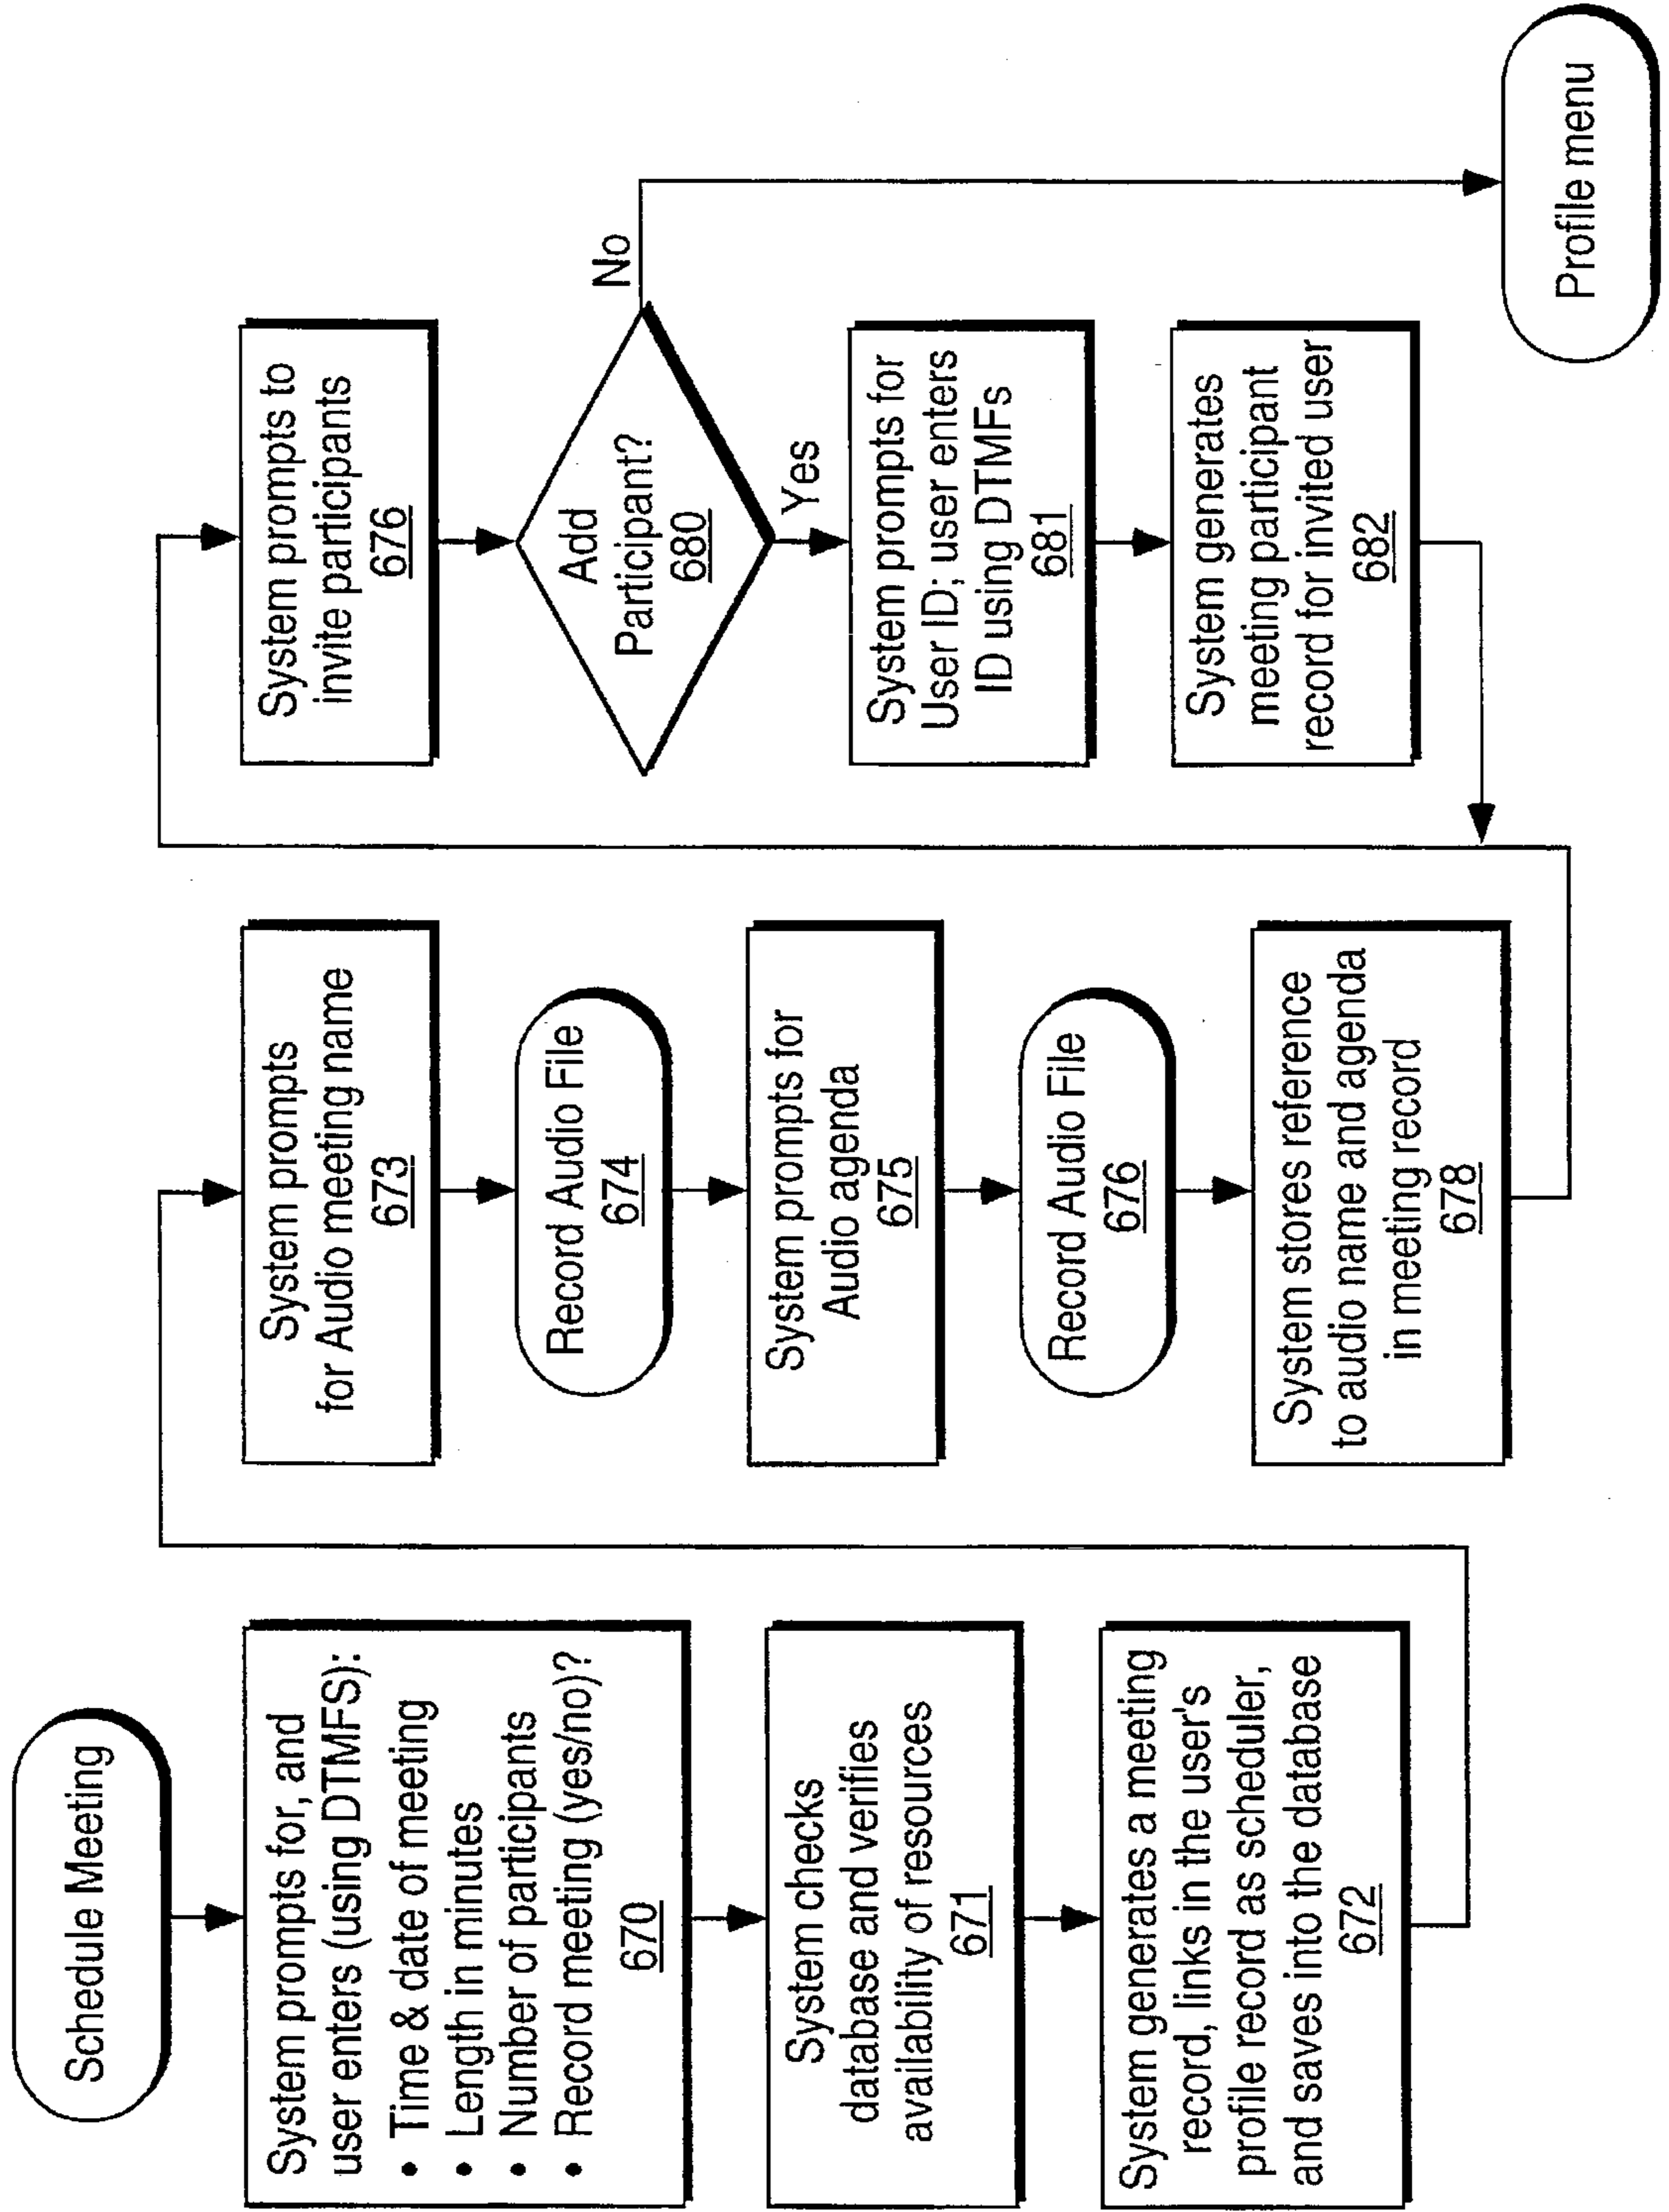 Schedule Meeting
System prompts for, and
user enters (using DTMFS):
• Time & date of meeting
• Length in minutes
• Number of participants
• Record meeting (yes/no)?
670
System checks
database and verifies
availability of resources
671
System generates a meeting
record, links in the user's
profile record as scheduler,
and saves into the database
672
System prompts
for Audio meeting name
673
Record Audio File
674
System prompts for
Audio agenda
675
Record Audio File
676
System stores reference
to audio name and agenda
in meeting record
678
System prompts to
invite participants
676
Add
Participant?
680
No
Yes
System prompts for
User ID; user enters
ID using DTMFs
681
System generates
meeting participant
record for invited user
682
Profile menu